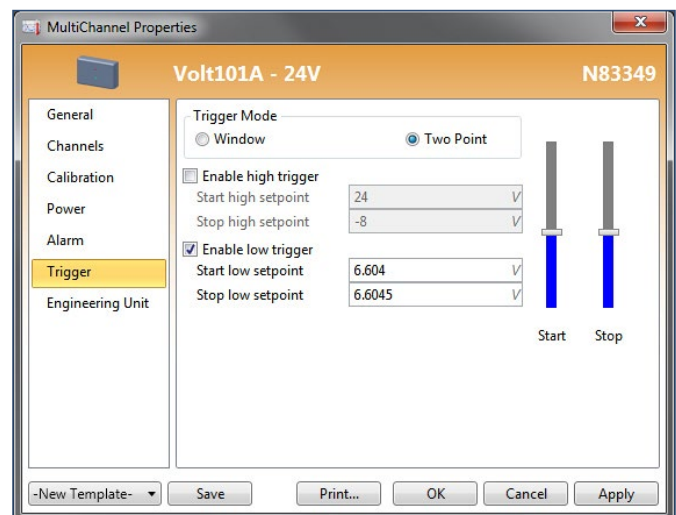 MultiChannel Properties
Volt101A - 24V N83349
General
Channels
Calibration
Power
Alarm
Trigger
Engineering Unit
Trigger Mode
Window Two Point
Enable high trigger
Start high setpoint 24 V
Stop high setpoint -8 V
Enable low trigger
Start low setpoint 6.604 V
Stop low setpoint 6.6045 V
Start Stop
-New Template- Save Print... OK Cancel Apply